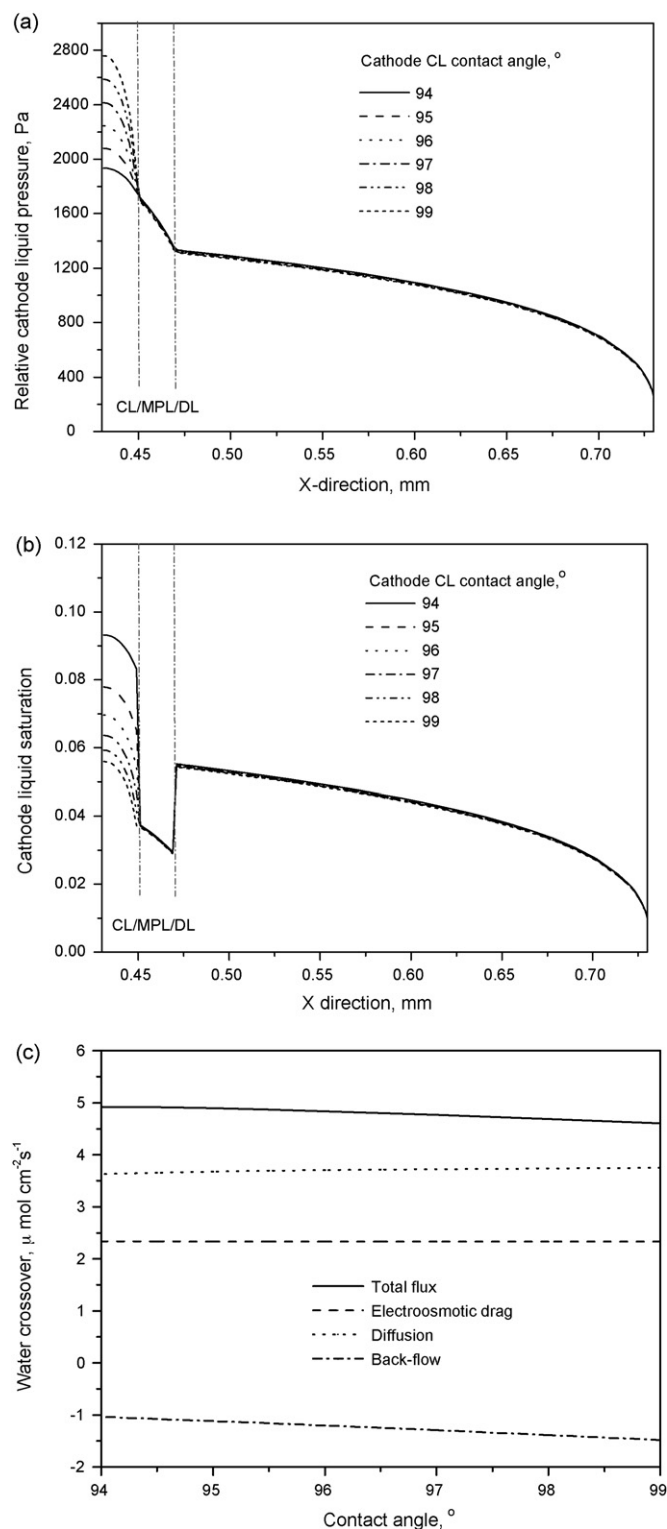 (a)
2800
2400
2000
1600
1200
800
400
0
Relative cathode liquid pressure, Pa
Cathode CL contact angle, °
94
95
96
97
98
99
CL/MPL/DL
0.45 0.50 0.55 0.60 0.65 0.70
X-direction, mm
(b)
0.12
0.10
0.08
0.06
0.04
0.02
0.00
Cathode liquid saturation
Cathode CL contact angle,°
94
95
96
97
98
99
CL/MPL/DL
0.45 0.50 0.55 0.60 0.65 0.70
X direction, mm
(c)
6
5
4
3
2
1
0
-1
-2
Water crossover, μ mol cm⁻²s⁻¹
Total flux
Electroosmotic drag
Diffusion
Back-flow
94 95 96 97 98 99
Contact angle, °